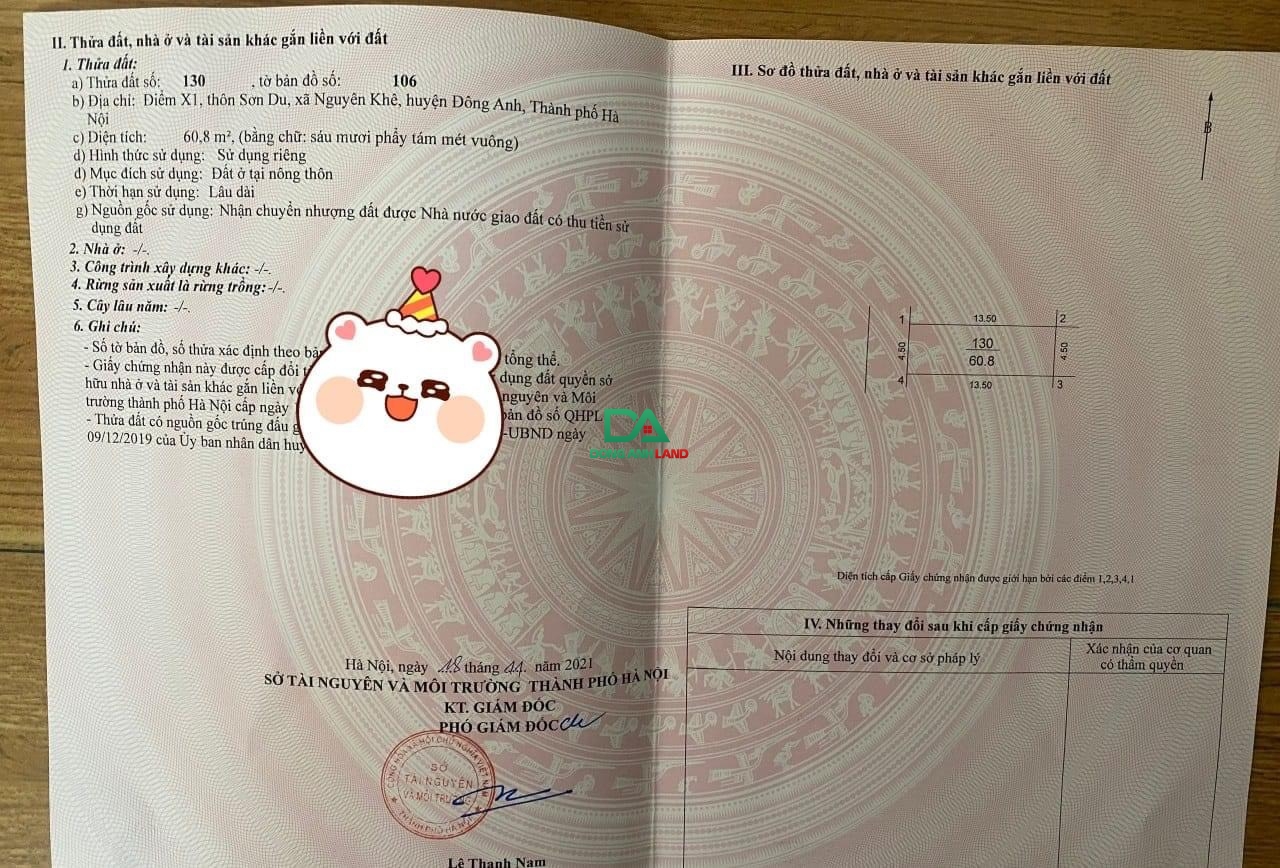 II. Thửa đất, nhà ở và tài sản khác gắn liền với đất
1. Thửa đất:
a) Thửa đất số: 130 , tờ bản đồ số: 106
b) Địa chỉ: Điểm X1, thôn Sơn Du, xã Nguyên Khê, huyện Đông Anh, Thành phố Hà
Nội
c) Diện tích: 60,8 m², (bằng chữ: sáu mươi phẩy tám mét vuông)
d) Hình thức sử dụng: Sử dụng riêng
đ) Mục đích sử dụng: Đất ở tại nông thôn
e) Thời hạn sử dụng: Lâu dài
g) Nguồn gốc sử dụng: Nhận chuyển nhượng đất được Nhà nước giao đất có thu tiền sử
dụng đất
2. Nhà ở: -/-.
3. Công trình xây dựng khác: -/-.
4. Rừng sản xuất là rừng trồng: -/-.
5. Cây lâu năm: -/-.
6. Ghi chú:
- Số tờ bản đồ, số thửa xác định theo bả tổng thể.
- Giấy chứng nhận này được cấp đổi dụng đất quyền sở
hữu nhà ở và tài sản khác gắn liền nguyên và Môi
trường thành phố Hà Nội cấp ngày bản đồ số QHPL
- Thửa đất có nguồn gốc trúng đấu g -UBND ngày
09/12/2019 của Ủy ban nhân dân huy
Hà Nội, ngày 18 tháng 11. năm 2021
SỞ TÀI NGUYÊN VÀ MÔI TRƯỜNG THÀNH PHỐ HÀ NỘI
KT. GIÁM ĐỐC
PHÓ GIÁM ĐỐC
CỘNG HÒA XÃ HỘI CHỦ NGHĨA VIỆT NAM
SỞ
TÀI NGUYÊN
VÀ MÔI TRƯỜNG
THÀNH PHỐ HÀ NỘI
Lê Thanh Nam
III. Sơ đồ thửa đất, nhà ở và tài sản khác gắn liền với đất
B
1 13.50 2
4.50 130 4.50
60.8
4 13.50 3
DA
DONG ANH LAND
Diện tích cấp Giấy chứng nhận được giới hạn bởi các điểm 1,2,3,4,1
IV. Những thay đổi sau khi cấp giấy chứng nhận
Nội dung thay đổi và cơ sở pháp lý
Xác nhận của cơ quan
có thẩm quyền